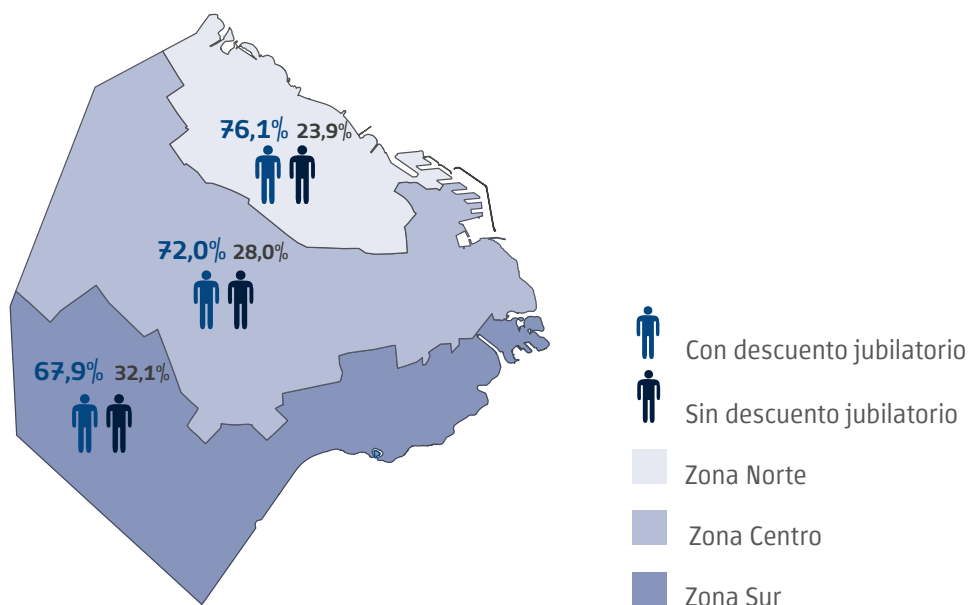 76,1% 23,9%
72,0% 28,0%
67,9% 32,1%
Con descuento jubilatorio
Sin descuento jubilatorio
Zona Norte
Zona Centro
Zona Sur